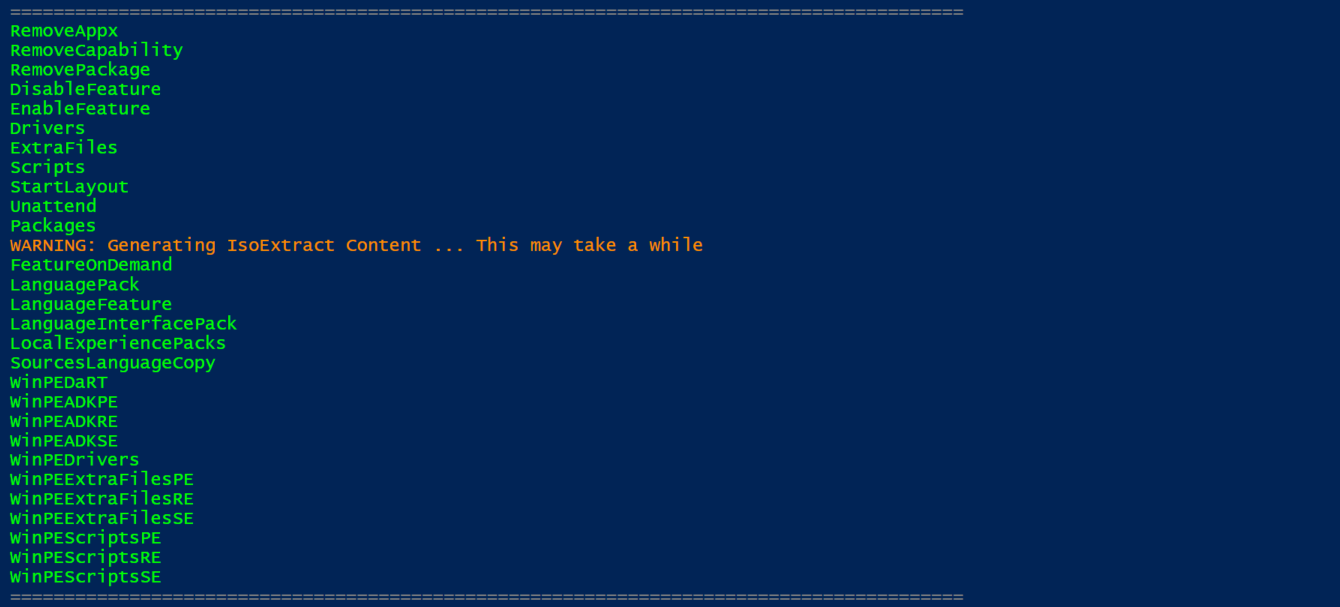 ========================================================================================
RemoveAppx
RemoveCapability
RemovePackage
DisableFeature
EnableFeature
Drivers
ExtraFiles
Scripts
StartLayout
Unattend
Packages
WARNING: Generating IsoExtract Content ... This may take a while
FeatureOnDemand
LanguagePack
LanguageFeature
LanguageInterfacePack
LocalExperiencePacks
SourcesLanguageCopy
WinPEDaRT
WinPEADKPE
WinPEADKRE
WinPEADKSE
WinPEDrivers
WinPEExtraFilesPE
WinPEExtraFilesRE
WinPEExtraFilesSE
WinPEScriptsPE
WinPEScriptsRE
WinPEScriptsSE
========================================================================================